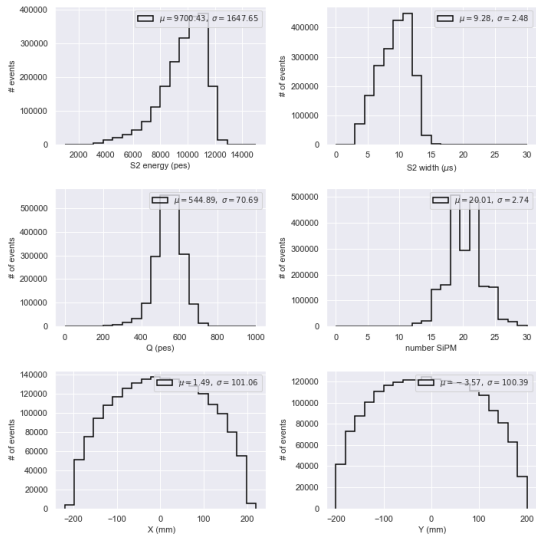 μ = 9700.43, σ = 1647.65
400000
300000
200000
100000
0
# of events
2000 4000 6000 8000 10000 12000 14000
S2 energy (pes)
μ = 9.28, σ = 2.48
400000
300000
200000
100000
0
# of events
0 5 10 15 20 25 30
S2 width (μs)
μ = 544.89, σ = 70.69
500000
400000
300000
200000
100000
0
# of events
0 200 400 600 800 1000
Q (pes)
μ = 20.01, σ = 2.74
500000
400000
300000
200000
100000
0
# of events
0 5 10 15 20 25 30
number SiPM
μ = 1.49, σ = 101.06
140000
120000
100000
80000
60000
40000
20000
0
# of events
−200 −100 0 100 200
X (mm)
μ = −3.57, σ = 100.39
120000
100000
80000
60000
40000
20000
0
# of events
−200 −100 0 100 200
Y (mm)